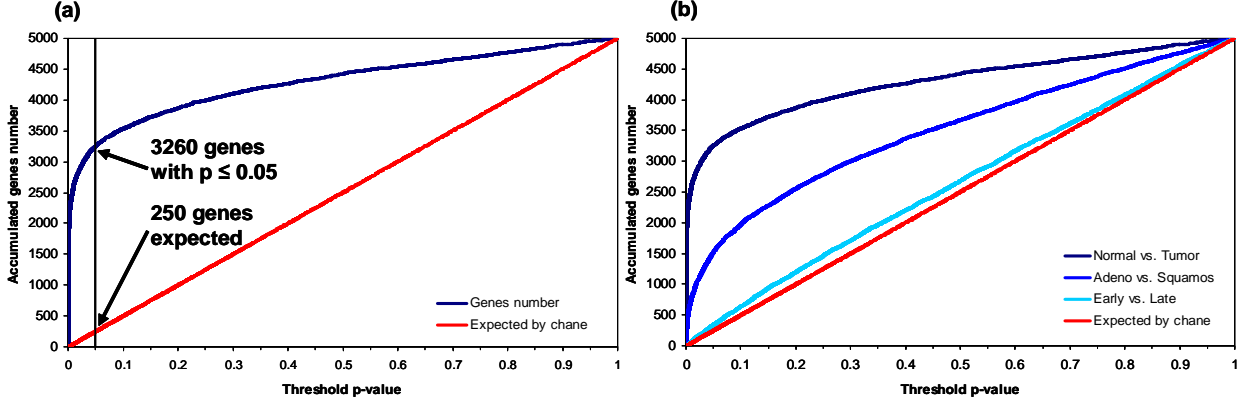 (a)
Accumulated genes number
5000
4500
4000
3500
3000
2500
2000
1500
1000
500
0
3260 genes
with p ≤ 0.05
250 genes
expected
Genes number
Expected by chane
0 0.1 0.2 0.3 0.4 0.5 0.6 0.7 0.8 0.9 1
Threshold p-value
(b)
Accumulated genes number
5000
4500
4000
3500
3000
2500
2000
1500
1000
500
0
Normal vs. Tumor
Adeno vs. Squamos
Early vs. Late
Expected by chane
0 0.1 0.2 0.3 0.4 0.5 0.6 0.7 0.8 0.9 1
Threshold p-value